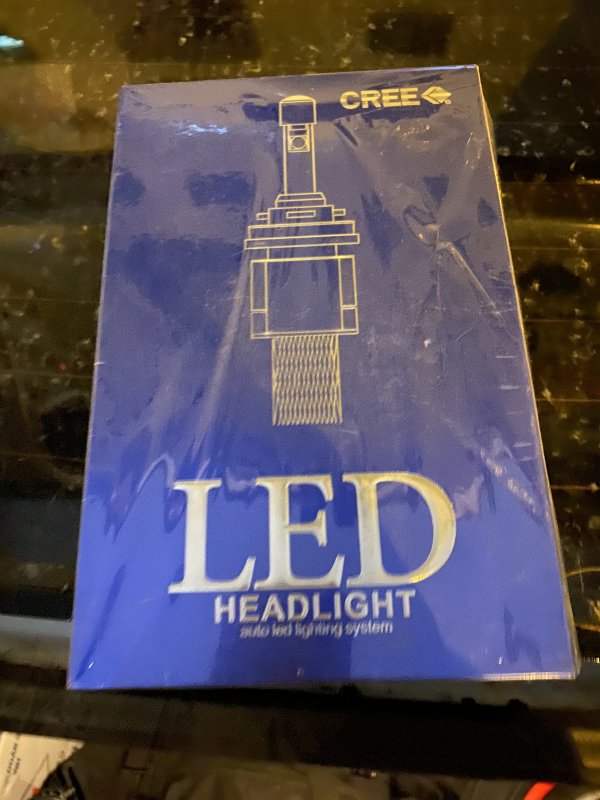 CREE
LED
HEADLIGHT
auto led lighting system